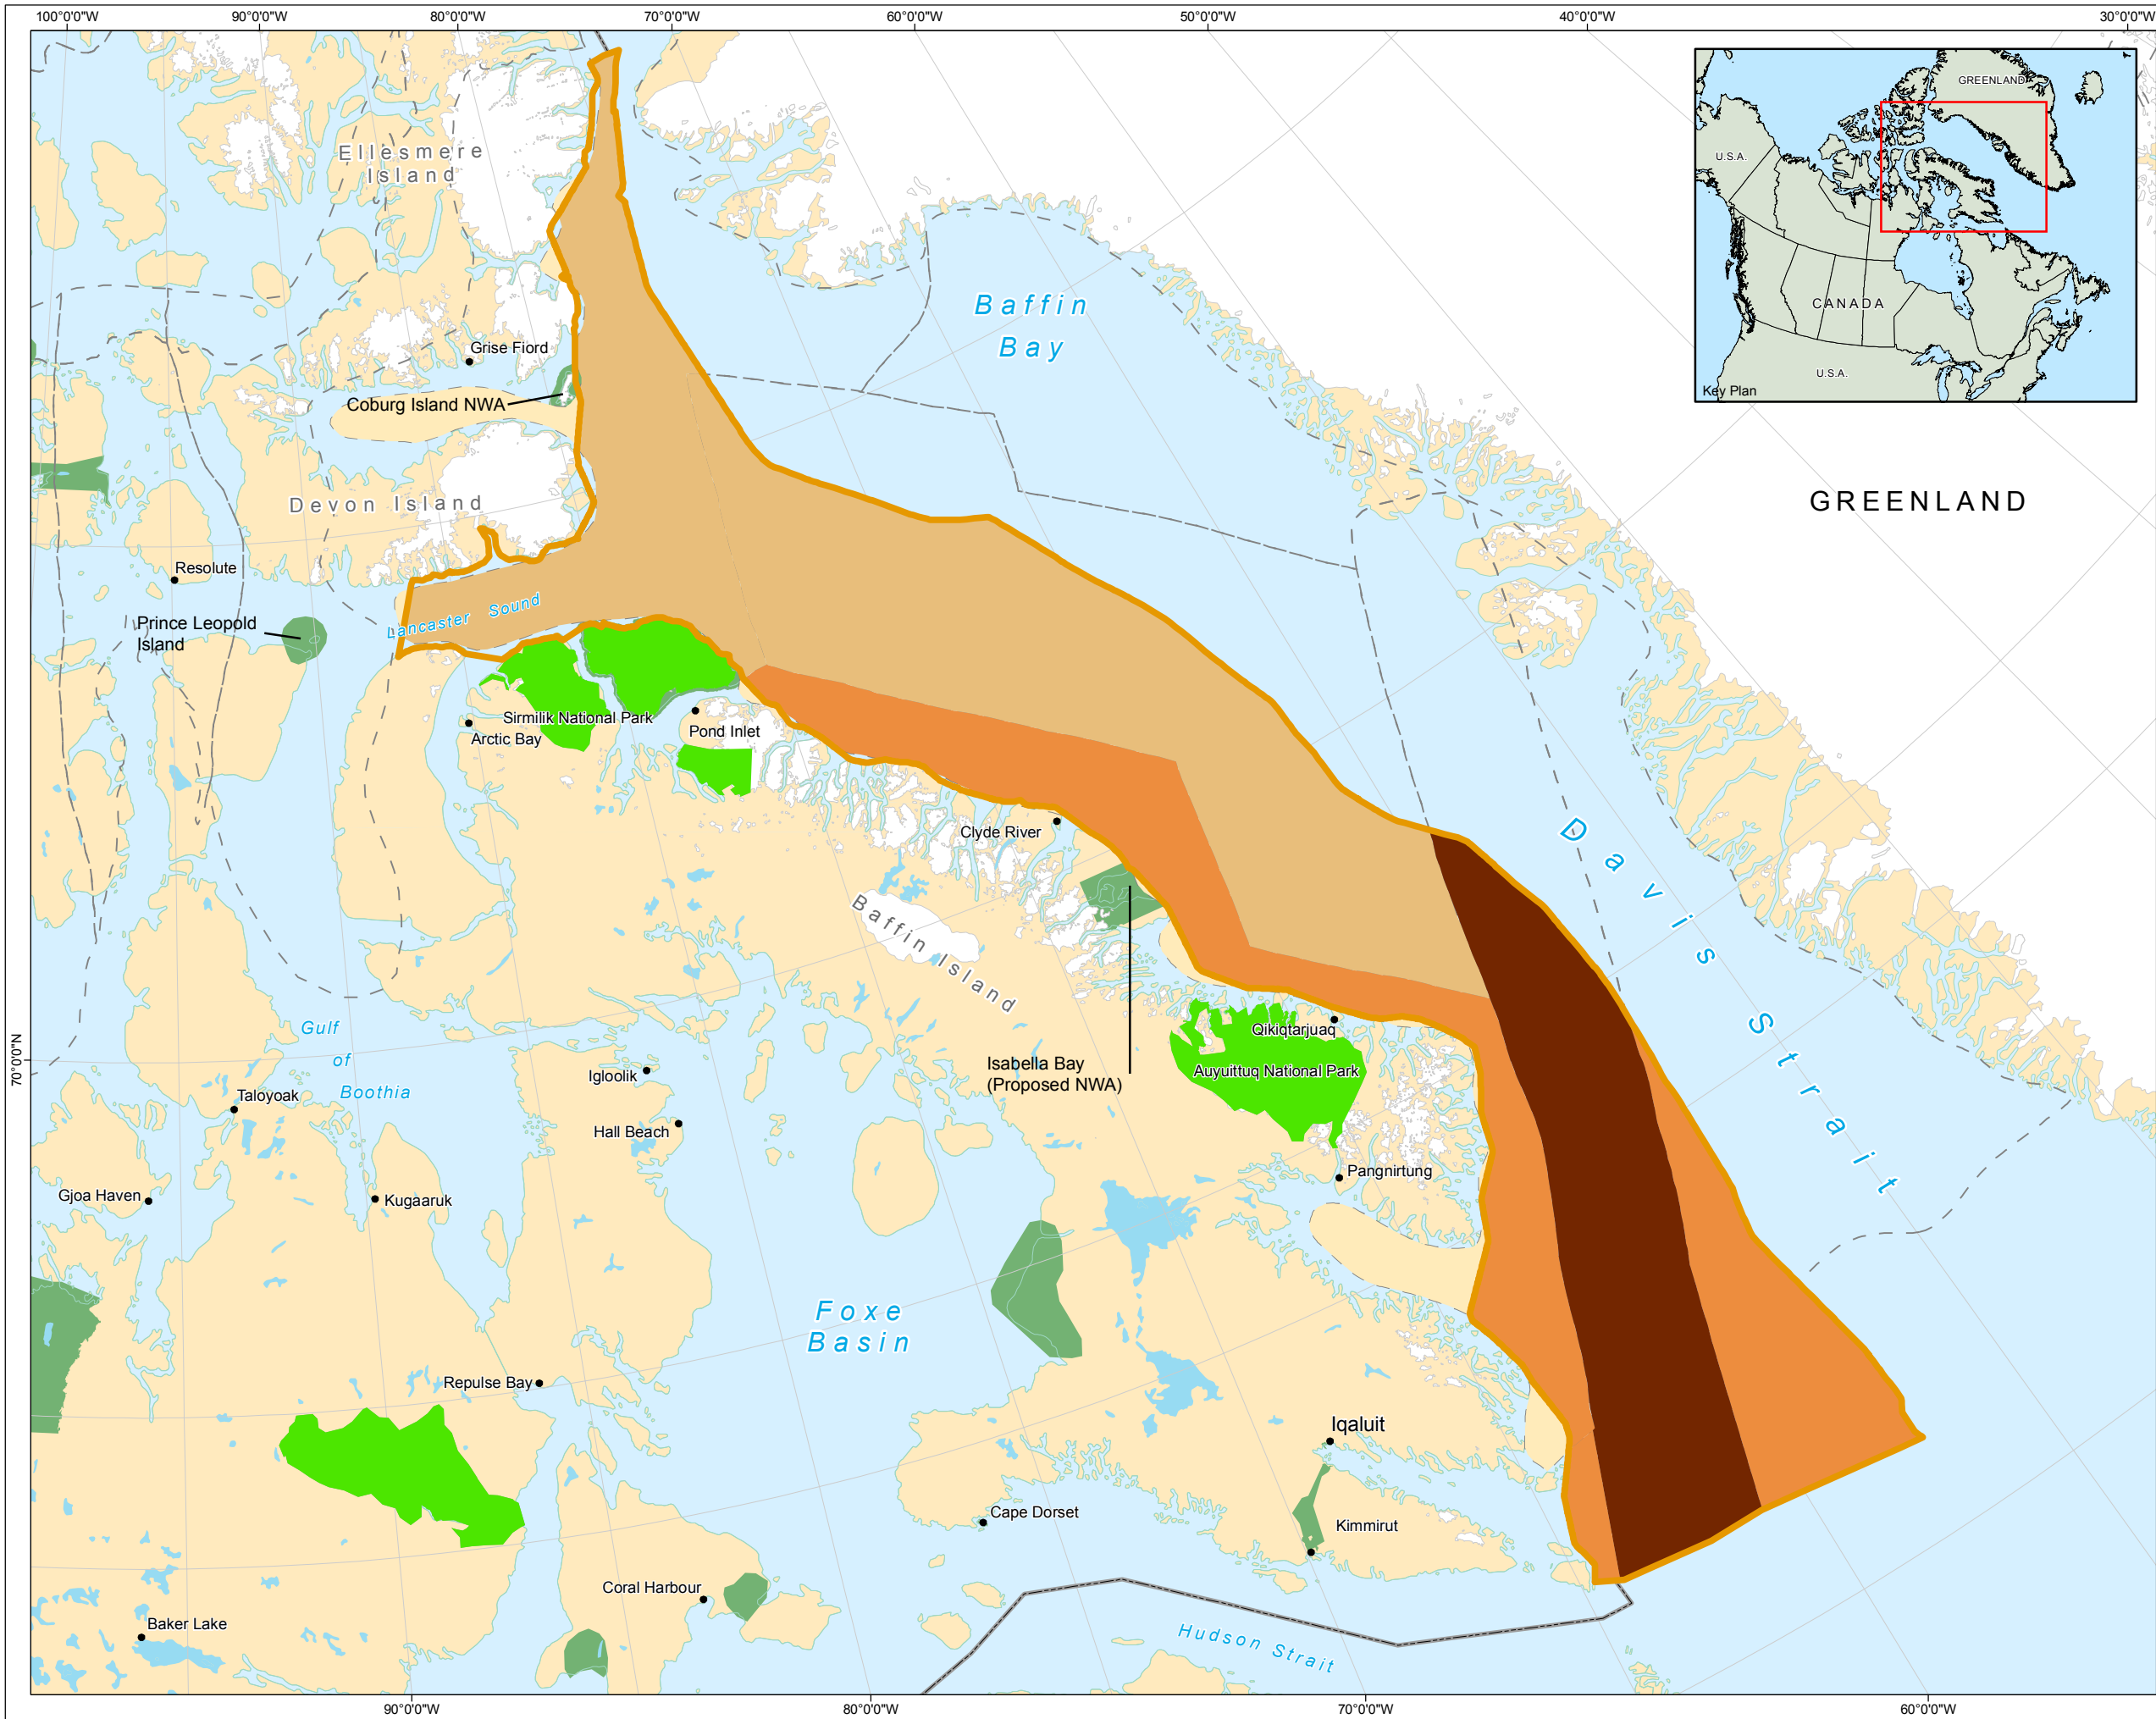 100°0'0"W
90°0'0"W
80°0'0"W
70°0'0"W
60°0'0"W
50°0'0"W
40°0'0"W
30°0'0"W
GREENLAND
U.S.A.
CANADA
U.S.A.
Key Plan
Ellesmere
Island
Baffin
Bay
Grise Fiord
Coburg Island NWA
Devon Island
GREENLAND
Resolute
Lancaster Sound
Prince Leopold
Island
Sirmilik National Park
Arctic Bay
Pond Inlet
Clyde River
Davis Strait
Baffin Island
Gulf
of
Boothia
70°0'0"N
Qikiqtarjuaq
Isabella Bay
(Proposed NWA)
Auyuittuq National Park
Igloolik
Taloyoak
Hall Beach
Pangnirtung
Gjoa Haven
Kugaaruk
Foxe
Basin
Repulse Bay
Iqaluit
Cape Dorset
Kimmirut
Coral Harbour
Baker Lake
Hudson Strait
90°0'0"W
80°0'0"W
70°0'0"W
60°0'0"W